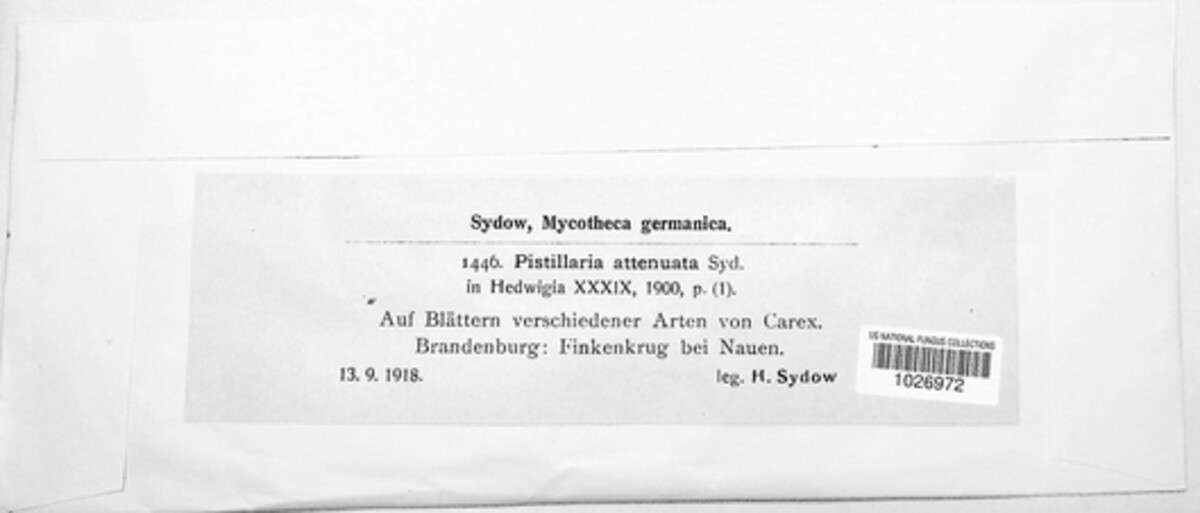 Sydow, Mycotheca germanica.
1446. Pistillaria attenuata Syd.
in Hedwigia XXXIX, 1900, p. (1).
Auf Blättern verschiedener Arten von Carex.
Brandenburg: Finkenkrug bei Nauen.
13. 9. 1918. leg. H. Sydow
US NATIONAL FUNGUS COLLECTIONS
1026972